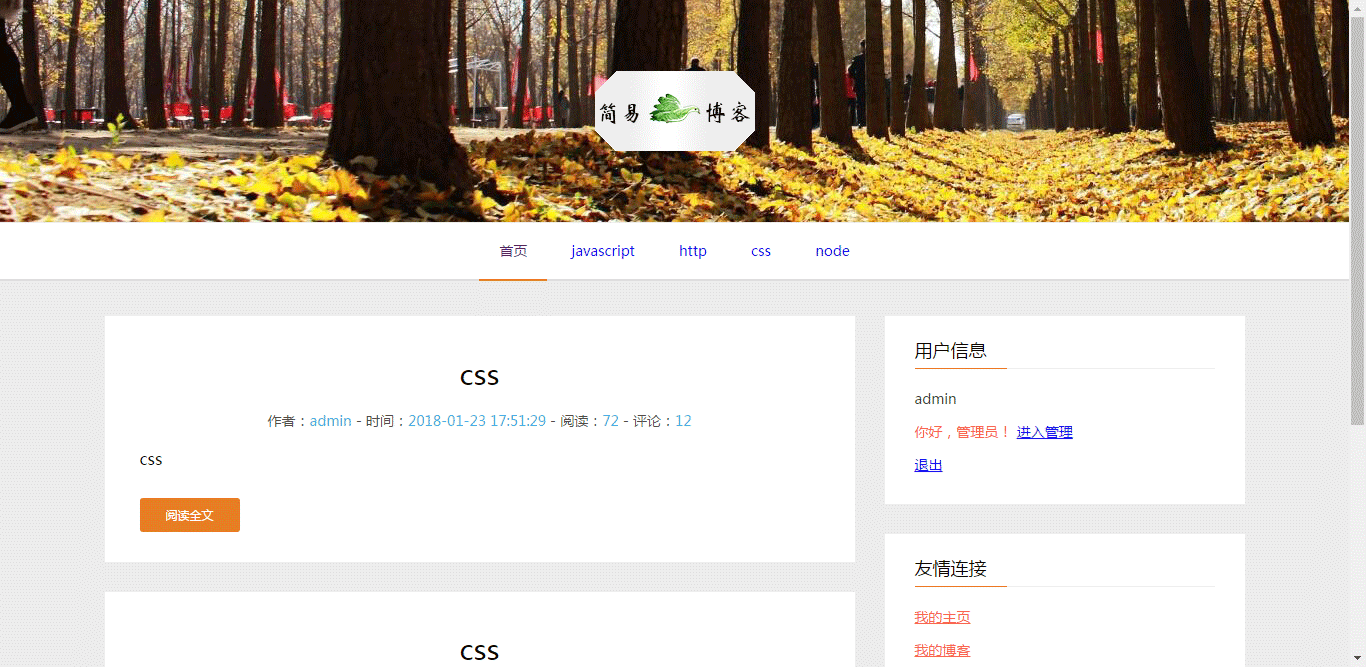 简易 博客
首页 javascript http css node
css
作者：admin - 时间：2018-01-23 17:51:29 - 阅读：72 - 评论：12
css
阅读全文
css
用户信息
admin
你好，管理员！ 进入管理
退出
友情连接
我的主页
我的博客